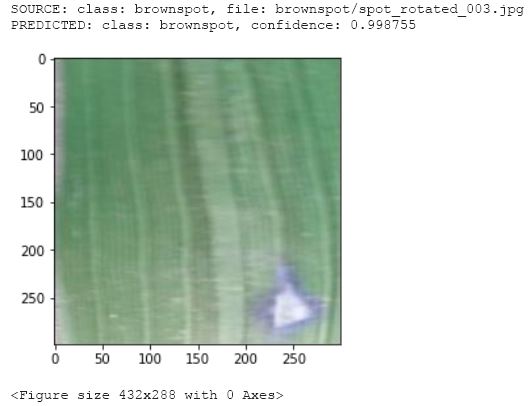 SOURCE: class: brownspot, file: brownspot/spot_rotated_003.jpg
PREDICTED: class: brownspot, confidence: 0.998755
0
50
100
150
200
250
0 50 100 150 200 250
<Figure size 432x288 with 0 Axes>